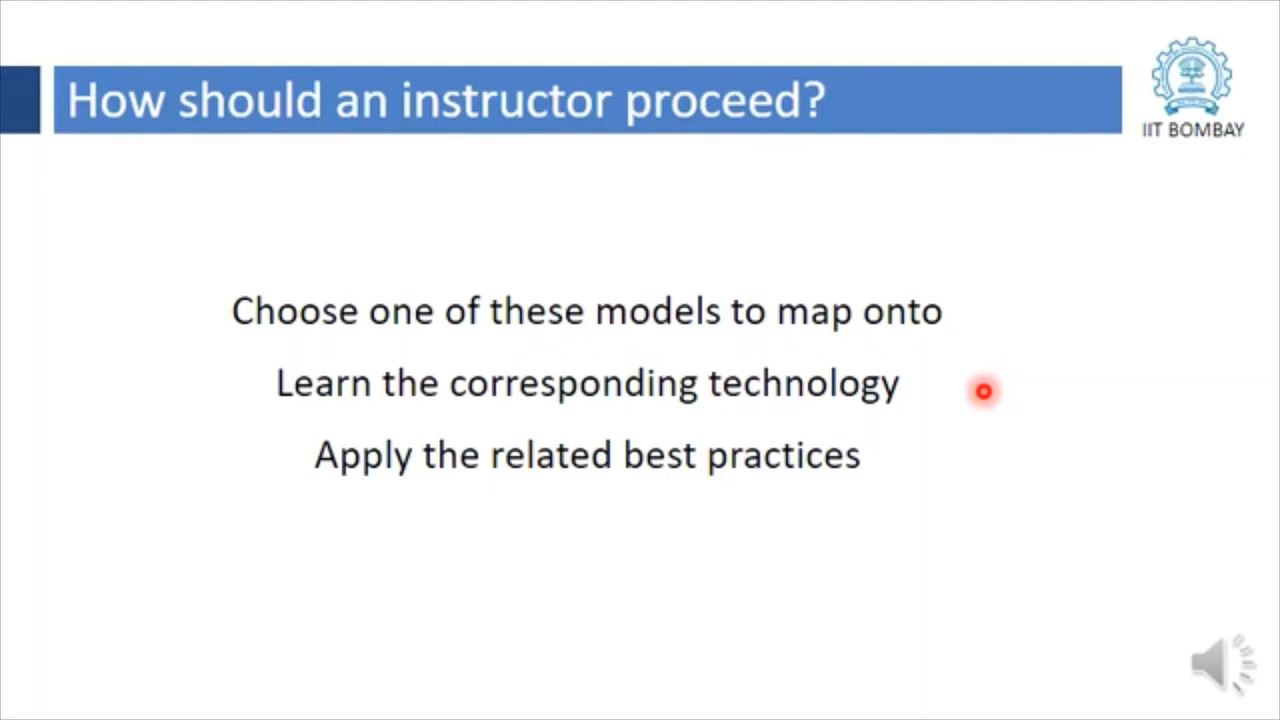 How should an instructor proceed?
IIT BOMBAY
Choose one of these models to map onto
Learn the corresponding technology
Apply the related best practices